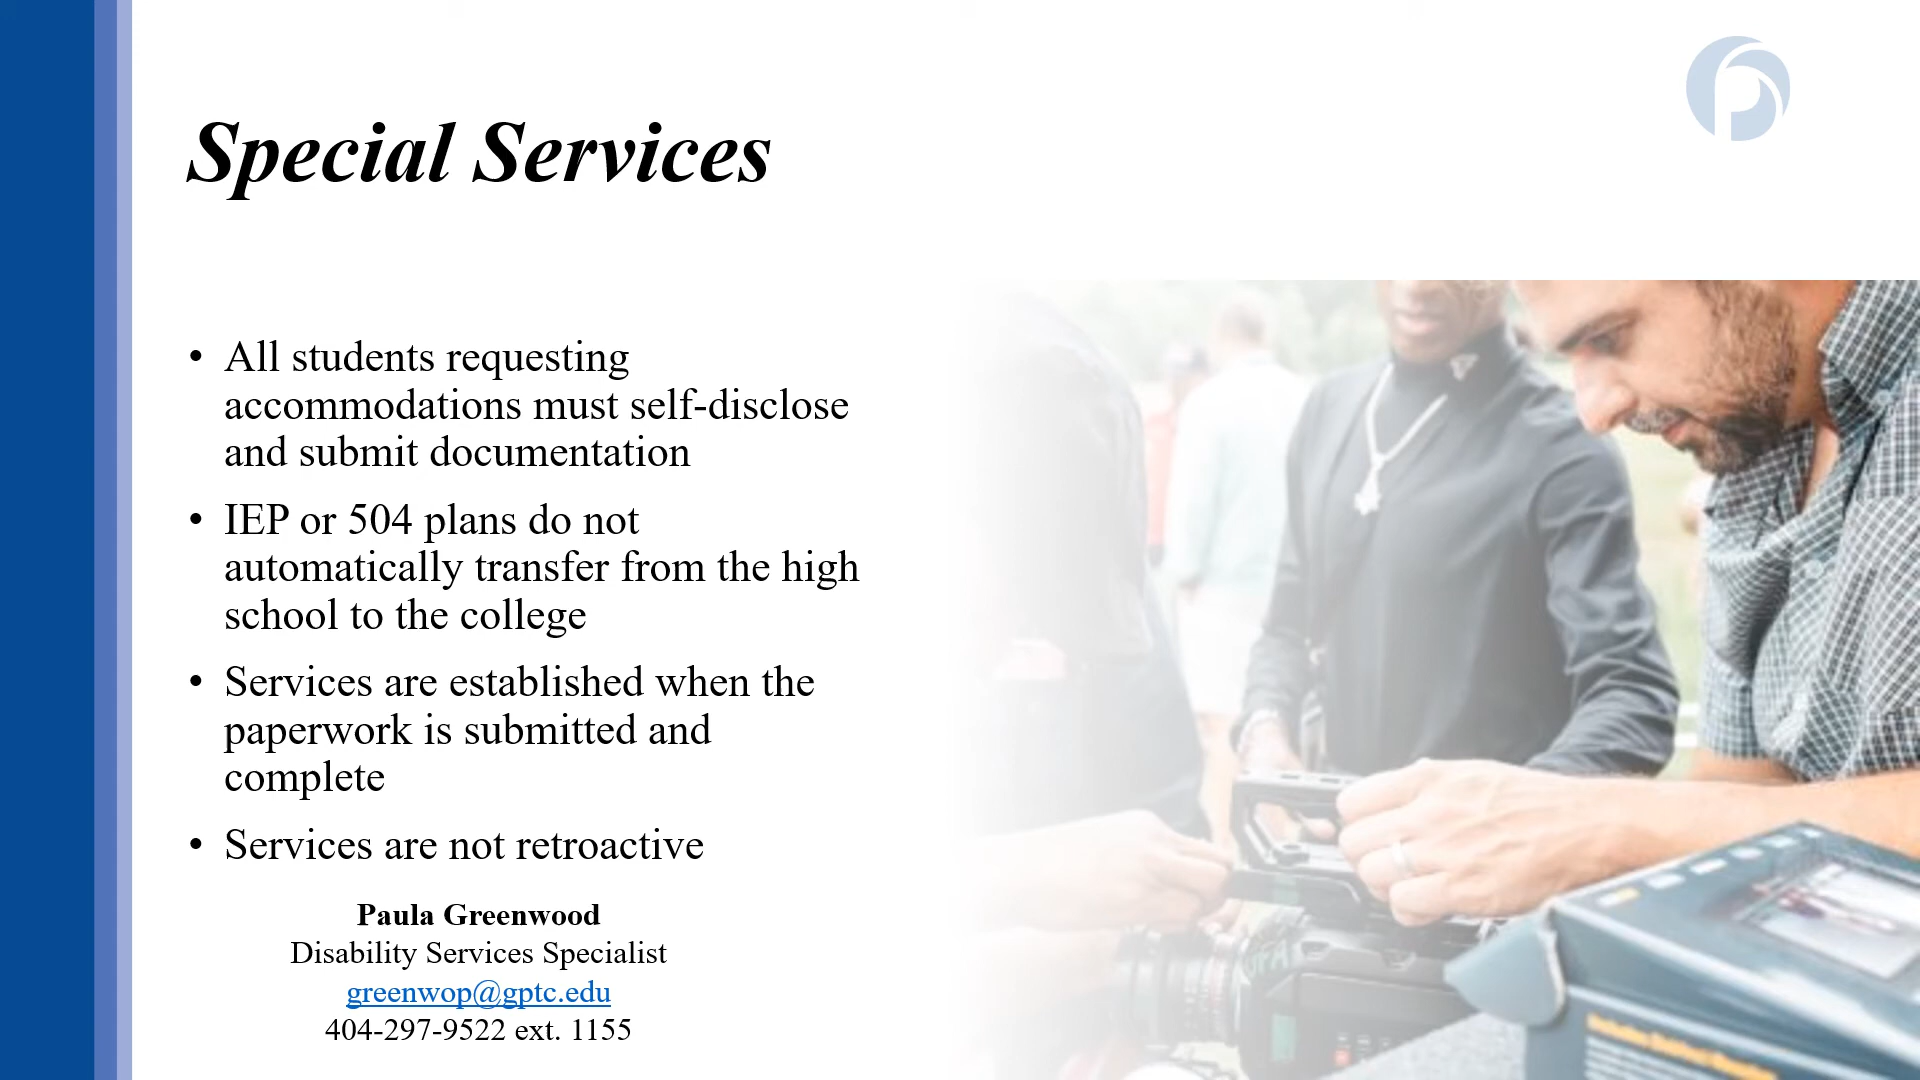 Special Services
• All students requesting
accommodations must self-disclose
and submit documentation
• IEP or 504 plans do not
automatically transfer from the high
school to the college
• Services are established when the
paperwork is submitted and
complete
• Services are not retroactive
Paula Greenwood
Disability Services Specialist
greenwop@gptc.edu
404-297-9522 ext. 1155